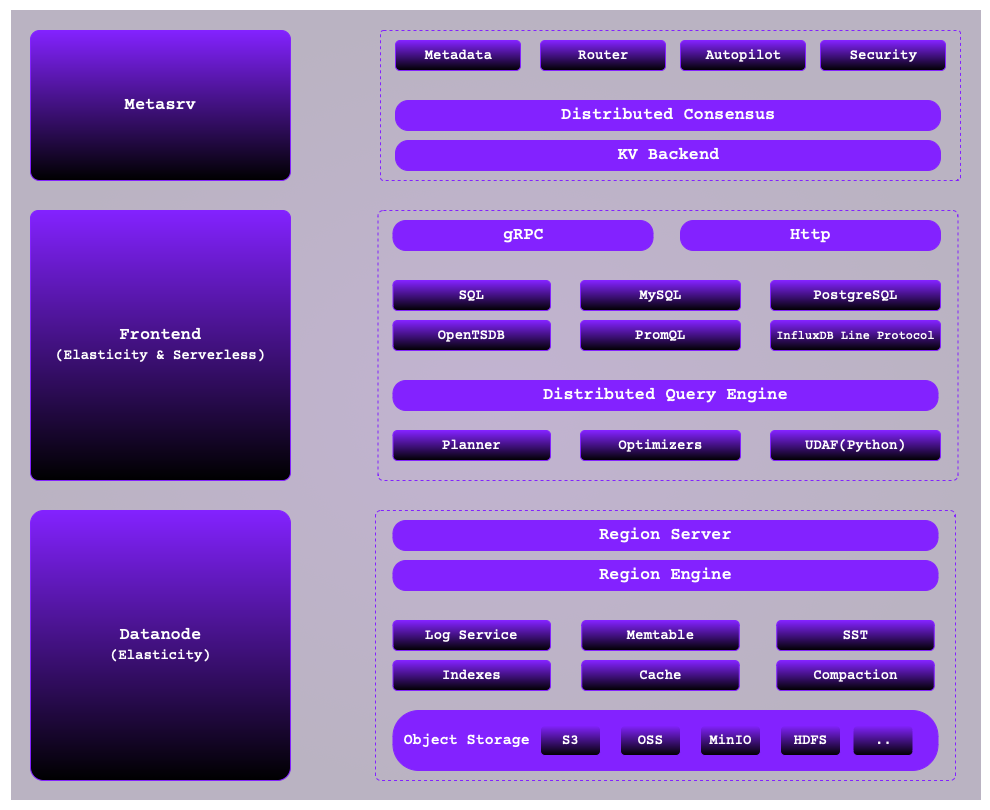 Metasrv
Metadata
Router
Autopilot
Security
Distributed Consensus
KV Backend
Frontend
(Elasticity & Serverless)
gRPC
Http
SQL
MySQL
PostgreSQL
OpenTSDB
PromQL
InfluxDB Line Protocol
Distributed Query Engine
Planner
Optimizers
UDAF(Python)
Datanode
(Elasticity)
Region Server
Region Engine
Log Service
Memtable
SST
Indexes
Cache
Compaction
Object Storage
S3
OSS
MinIO
HDFS
..